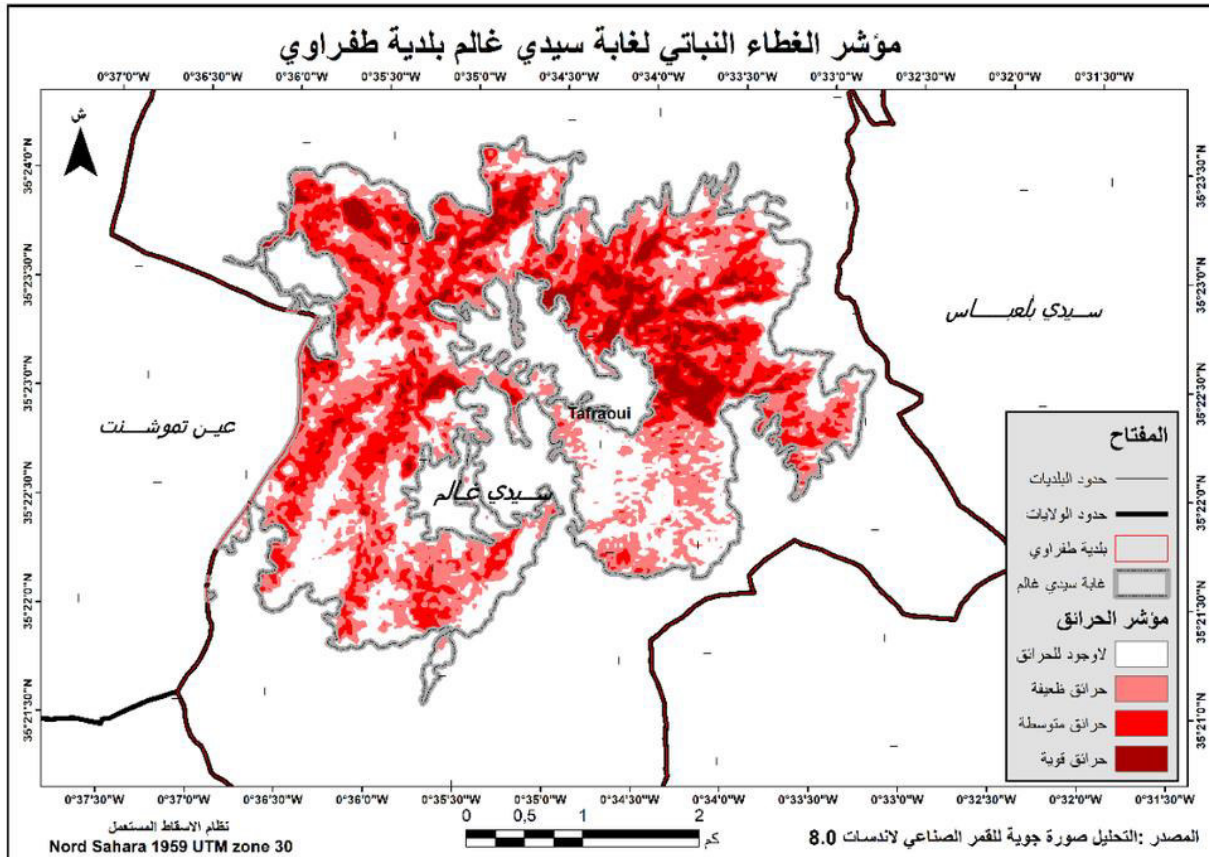 مؤشر الغطاء النباتي لغابة سيدي غالم بلدية طفراوي
0°37'0"W 0°36'30"W 0°36'0"W 0°35'30"W 0°35'0"W 0°34'30"W 0°34'0"W 0°33'30"W 0°33'0"W 0°32'30"W 0°32'0"W 0°31'30"W
ش
35°24'0"N
35°23'30"N
35°23'0"N
35°22'30"N
35°22'0"N
35°21'30"N
35°23'30"N
35°23'0"N
35°22'30"N
35°22'0"N
35°21'30"N
35°21'0"N
سـيدي بلعبـــــاس
Tafraoui
عيـن تموشــــنت
ســيدي غـالم
المفتاح
حدود البلديات
حدود الولايات
بلدية طفراوي
غابة سيدي غالم
مؤشر الحرائق
لاوجود للحرائق
حرائق ظعيفة
حرائق متوسطة
حرائق قوية
0°37'30"W 0°37'0"W 0°36'30"W 0°36'0"W 0°35'30"W 0°35'0"W 0°34'30"W 0°34'0"W 0°33'30"W 0°33'0"W 0°32'30"W 0°32'0"W 0°31'30"W
نظام الاسقاط المستعمل
Nord Sahara 1959 UTM zone 30
0 0,5 1 2
كم
المصدر :التحليل صورة جوية للقمر الصناعي لاندسات 8.0